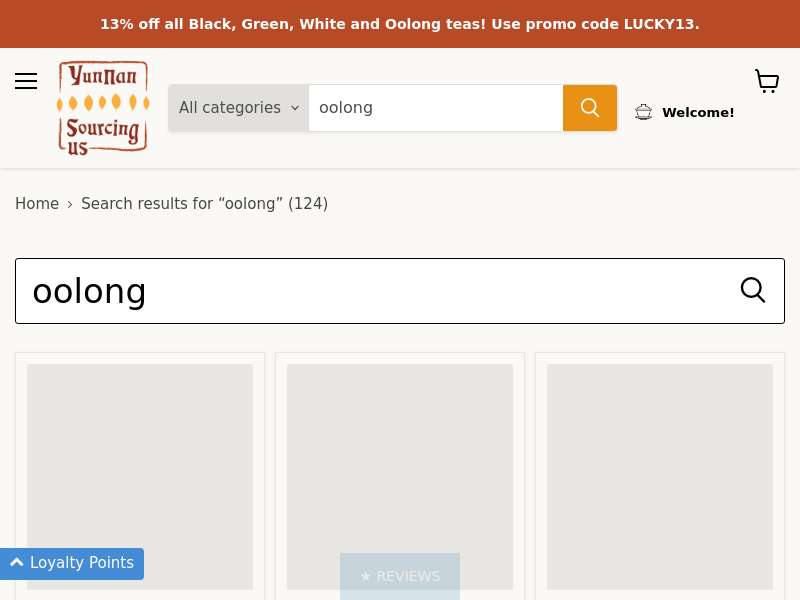 13% off all Black, Green, White and Oolong teas! Use promo code LUCKY13.
YunNan
Sourcing
us
All categories
oolong
Welcome!
Home
Search results for “oolong” (124)
oolong
Loyalty Points
★ REVIEWS